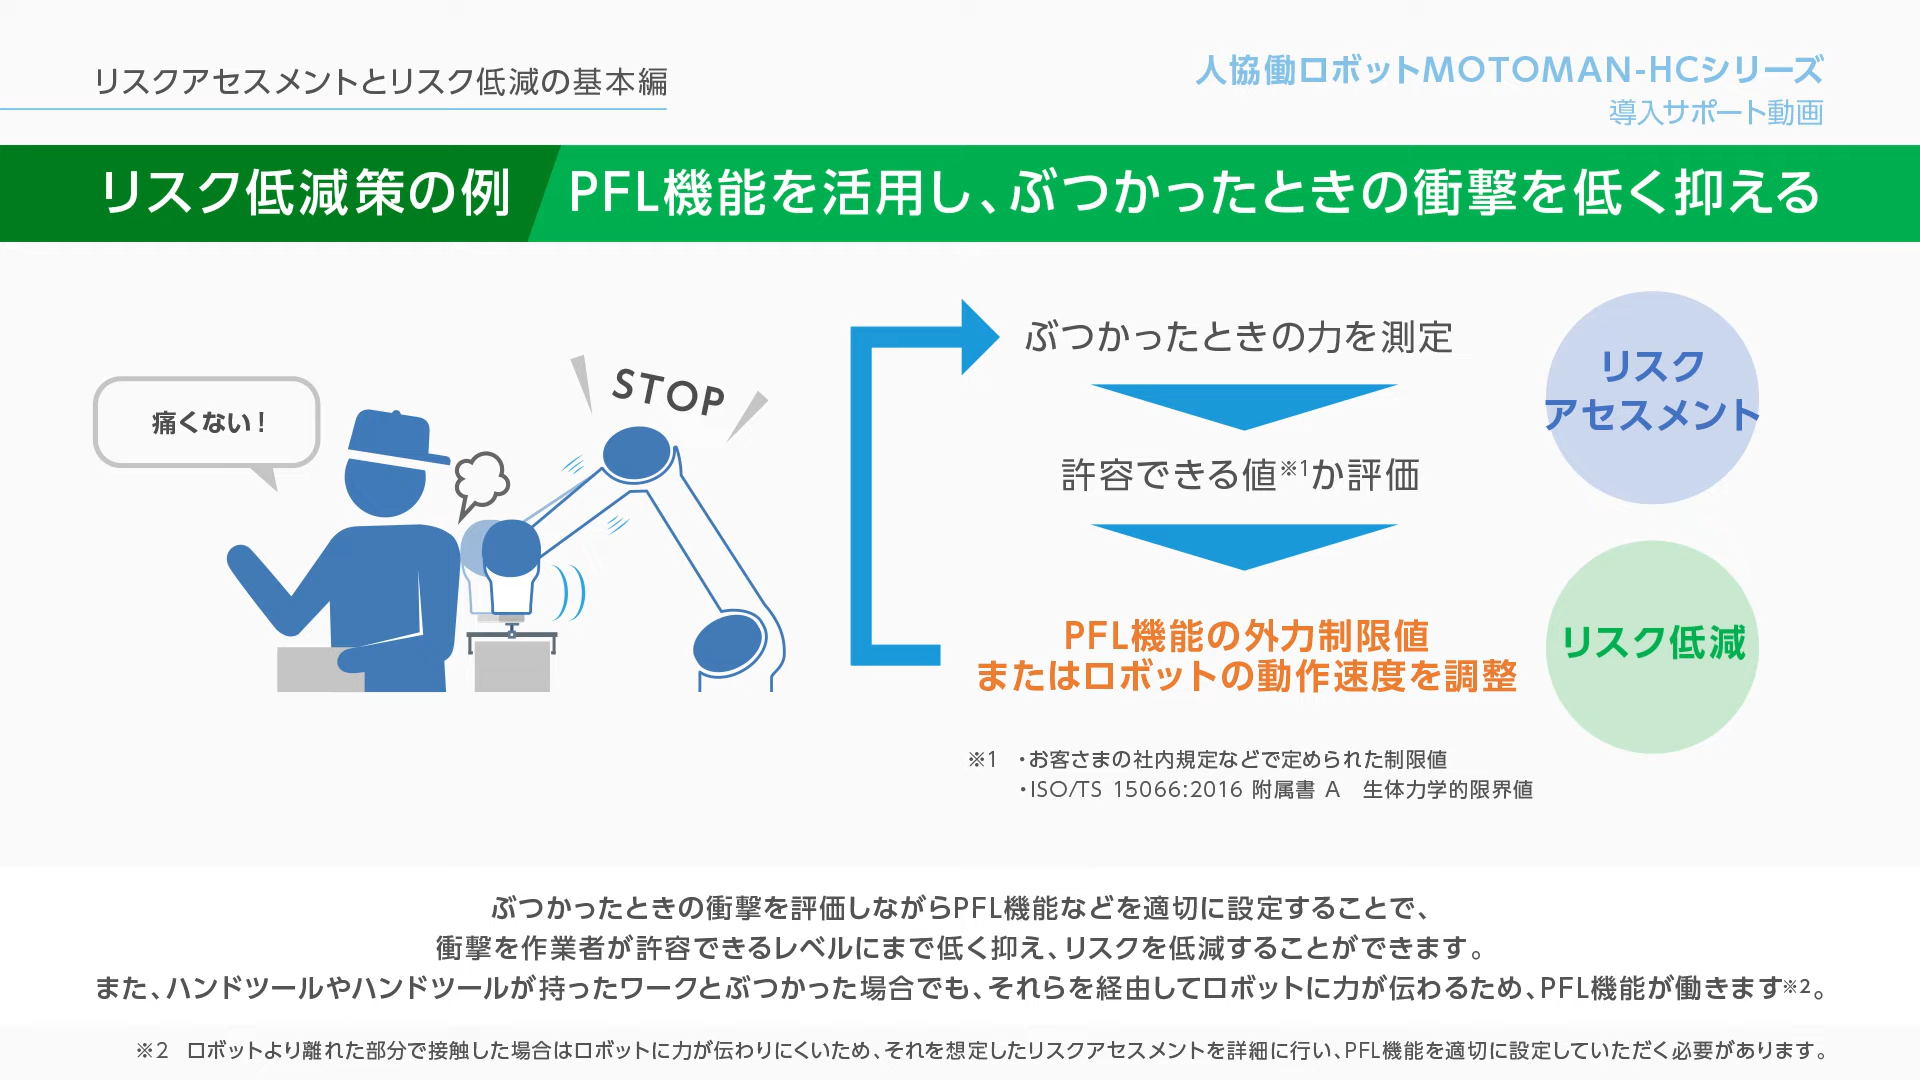 リスクアセスメントとリスク低減の基本編
人協働ロボットMOTOMAN-HCシリーズ
導入サポート動画
リスク低減策の例
PFL機能を活用し、ぶつかったときの衝撃を低く抑える
痛くない！
STOP
ぶつかったときの力を測定
許容できる値※1か評価
PFL機能の外力制限値
またはロボットの動作速度を調整
リスク
アセスメント
リスク低減
※1 ・お客さまの社内規定などで定められた制限値
・ISO/TS 15066:2016 附属書 A 生体力学的限界値
ぶつかったときの衝撃を評価しながらPFL機能などを適切に設定することで、
衝撃を作業者が許容できるレベルにまで低く抑え、リスクを低減することができます。
また、ハンドツールやハンドツールが持ったワークとぶつかった場合でも、それらを経由してロボットに力が伝わるため、PFL機能が働きます※2。
※2 ロボットより離れた部分で接触した場合はロボットに力が伝わりにくいため、それを想定したリスクアセスメントを詳細に行い、PFL機能を適切に設定していただく必要があります。